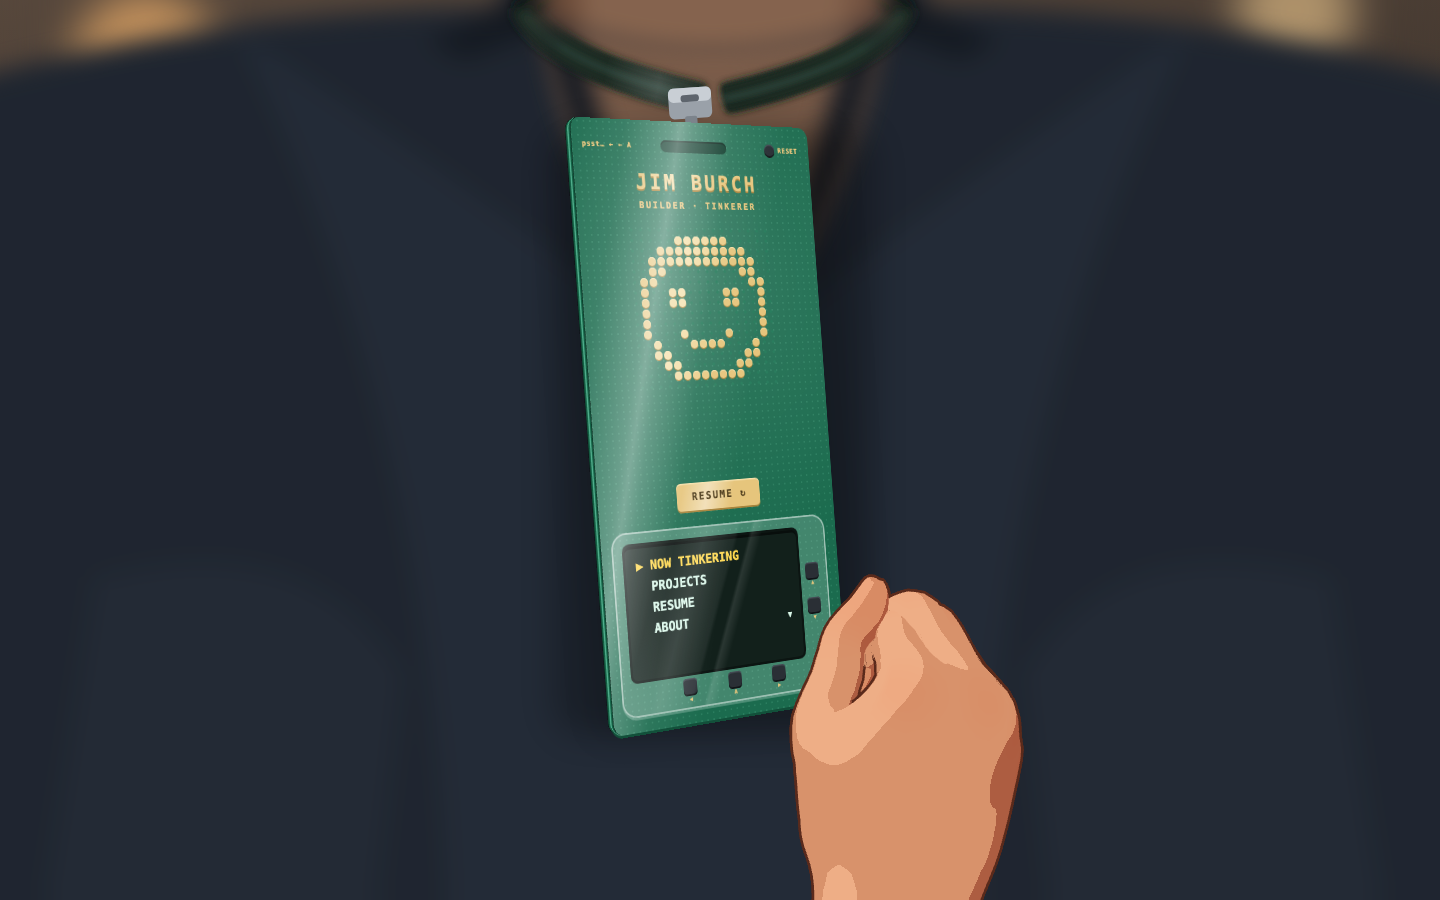 psst… ← ← A
RESET
JIM BURCH
BUILDER · TINKERER
RESUME ↻
▶ NOW TINKERING
PROJECTS
RESUME
ABOUT
▼